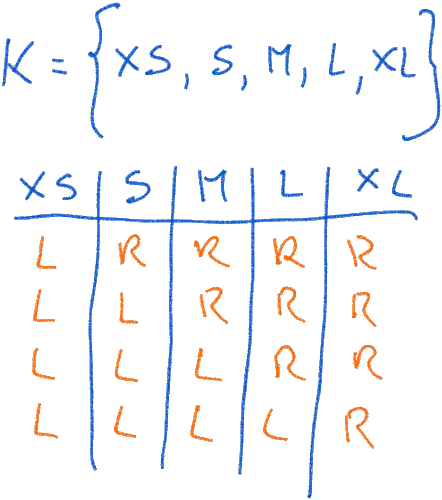 K = {XS, S, M, L, XL}
XS S M L XL
L R R R R
L L R R R
L L L R R
L L L L R